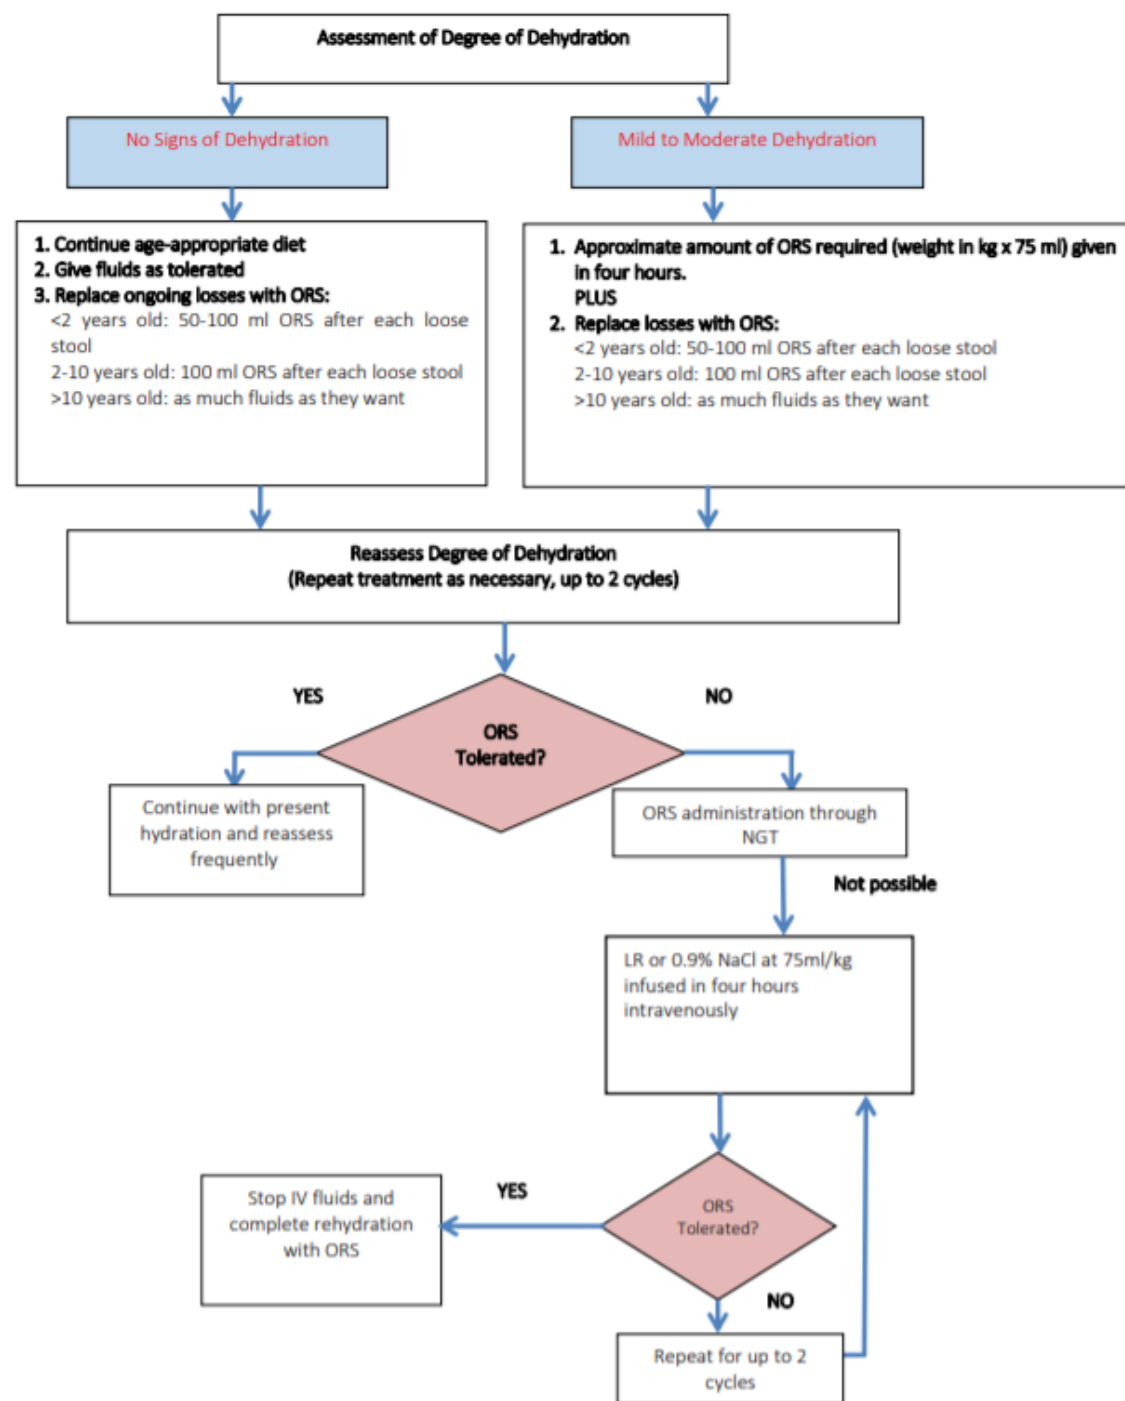 Assessment of Degree of Dehydration
No Signs of Dehydration
Mild to Moderate Dehydration
1. Continue age-appropriate diet
2. Give fluids as tolerated
3. Replace ongoing losses with ORS:
<2 years old: 50-100 ml ORS after each loose
stool
2-10 years old: 100 ml ORS after each loose stool
>10 years old: as much fluids as they want
1. Approximate amount of ORS required (weight in kg x 75 ml) given
in four hours.
PLUS
2. Replace losses with ORS:
<2 years old: 50-100 ml ORS after each loose stool
2-10 years old: 100 ml ORS after each loose stool
>10 years old: as much fluids as they want
Reassess Degree of Dehydration
(Repeat treatment as necessary, up to 2 cycles)
YES
NO
ORS
Tolerated?
Continue with present
hydration and reassess
frequently
ORS administration through
NGT
Not possible
LR or 0.9% NaCl at 75ml/kg
infused in four hours
intravenously
YES
Stop IV fluids and
complete rehydration
with ORS
ORS
Tolerated?
NO
Repeat for up to 2
cycles